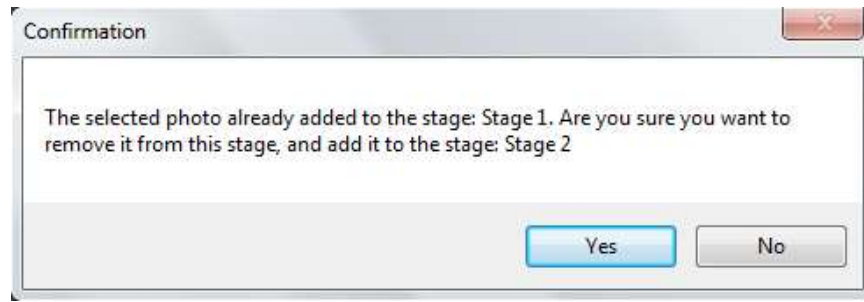 Confirmation
The selected photo already added to the stage: Stage 1. Are you sure you want to
remove it from this stage, and add it to the stage: Stage 2
Yes
No